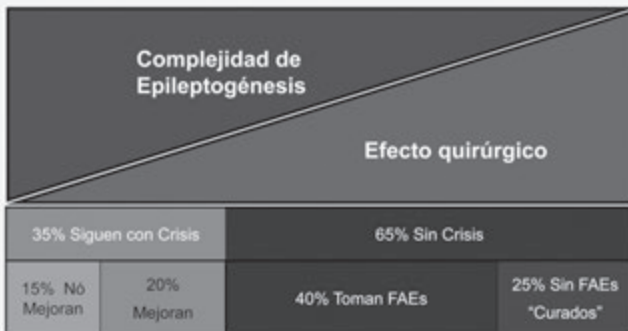 Complejidad de
Epileptogénesis
Efecto quirúrgico
35% Siguen con Crisis
65% Sin Crisis
15% Nó
Mejoran
20%
Mejoran
40% Toman FAEs
25% Sin FAEs
“Curados”